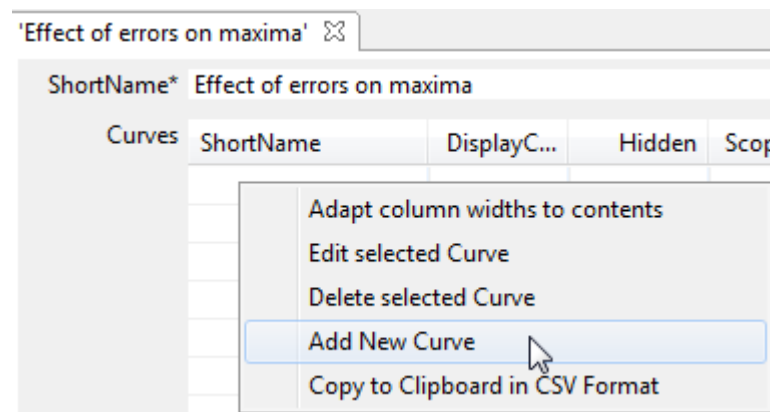 'Effect of errors on maxima'
ShortName* Effect of errors on maxima
Curves ShortName DisplayC... Hidden Scop
Adapt column widths to contents
Edit selected Curve
Delete selected Curve
Add New Curve
Copy to Clipboard in CSV Format